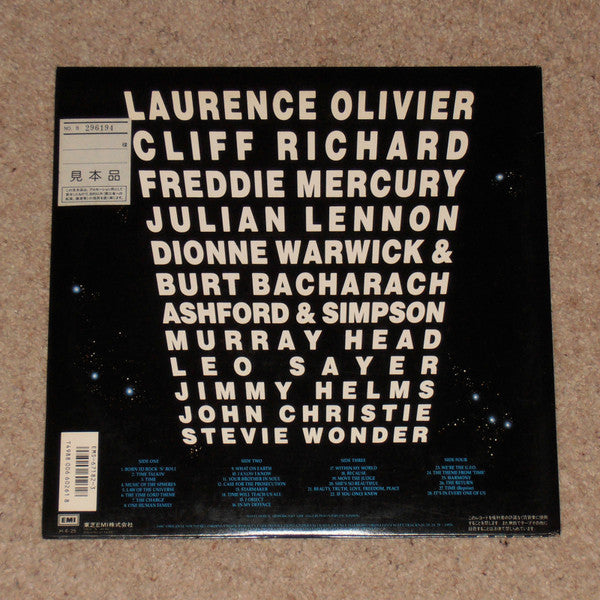 LAURENCE OLIVIER
NO. R 296194
CLIFF RICHARD
見本品
FREDDIE MERCURY
JULIAN LENNON
DIONNE WARWICK &
BURT BACHARACH
ASHFORD & SIMPSON
MURRAY HEAD
LEO SAYER
JIMMY HELMS
JOHN CHRISTIE
STEVIE WONDER
EMS-67182·3
T4988006606168
SIDE ONE
1. BORN TO ROCK 'N' ROLL
2. TIME TALKIN'
3. TIME
4. MUSIC OF THE SPHERES
5. LAW OF THE UNIVERSE
6. THE TIME LORD THEME
7. THE CHARGE
8. ONE HUMAN FAMILY
SIDE TWO
9. WHAT ON EARTH
10. I KNOW, I KNOW
11. YOUR BROTHER IN SOUL
12. CASE FOR THE PROSECUTION
13. STARMAKER
14. TIME WILL TEACH US ALL
15. I OBJECT
16. IN MY DEFENCE
SIDE THREE
17. WITHIN MY WORLD
18. BECAUSE
19. MOVE THE JUDGE
20. SHE'S SO BEAUTIFUL
21. BEAUTY, TRUTH, LOVE, FREEDOM, PEACE
22. IF YOU ONLY KNEW
SIDE FOUR
23. WE'RE THE U.F.O.
24. THE THEME FROM 'TIME'
25. HARMONY
26. THE RETURN
27. TIME (Reprise)
28. IT'S IN EVERY ONE OF US
EMI
東芝EMI株式会社